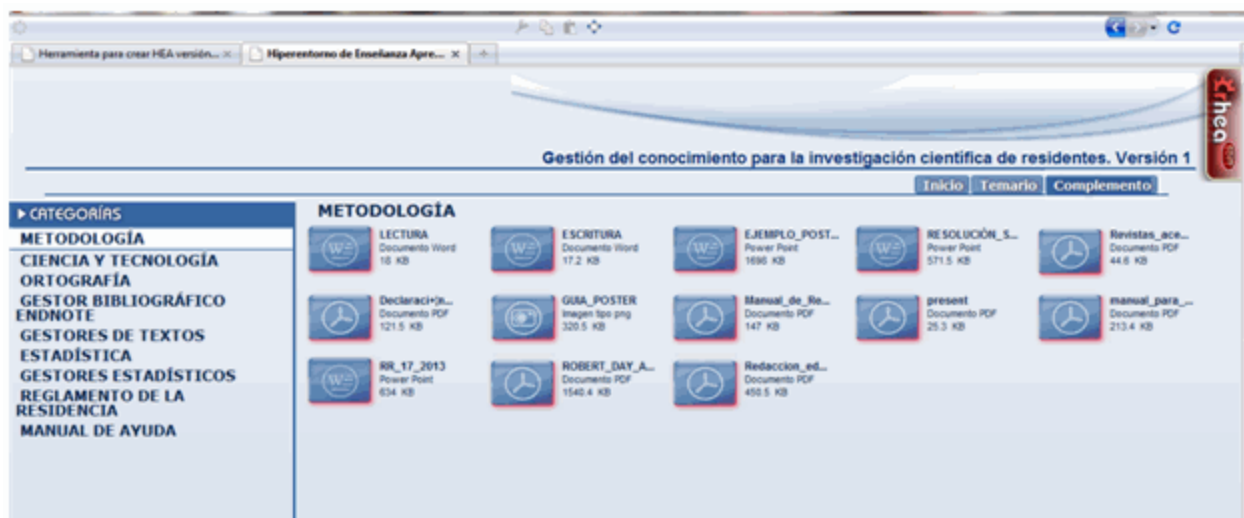 Herramienta para crear HEA versión... ×
Hiperentorno de Enseñanza Apre... ×
crhea
Gestión del conocimiento para la investigación científica de residentes. Versión 1
Inicio Temario Complemento
CATEGORÍAS
METODOLOGÍA
CIENCIA Y TECNOLOGÍA
ORTOGRAFÍA
GESTOR BIBLIOGRÁFICO
ENDNOTE
GESTORES DE TEXTOS
ESTADÍSTICA
GESTORES ESTADÍSTICOS
REGLAMENTO DE LA
RESIDENCIA
MANUAL DE AYUDA
METODOLOGÍA
LECTURA
Documento Word
18 KB
ESCRITURA
Documento Word
17.2 KB
EJEMPLO_POST...
Power Point
1698 KB
RESOLUCIÓN_S...
Power Point
571.5 KB
Revistas_ace...
Documento PDF
44.6 KB
Declaraci+|n...
Documento PDF
121.5 KB
GUIA_POSTER
Imagen tipo png
320.5 KB
Manual_de_Re...
Documento PDF
147 KB
present
Documento PDF
25.3 KB
manual_para_...
Documento PDF
213.4 KB
RR_17_2013
Power Point
634 KB
ROBERT_DAY_A...
Documento PDF
1540.4 KB
Redaccion_ed...
Documento PDF
450.5 KB